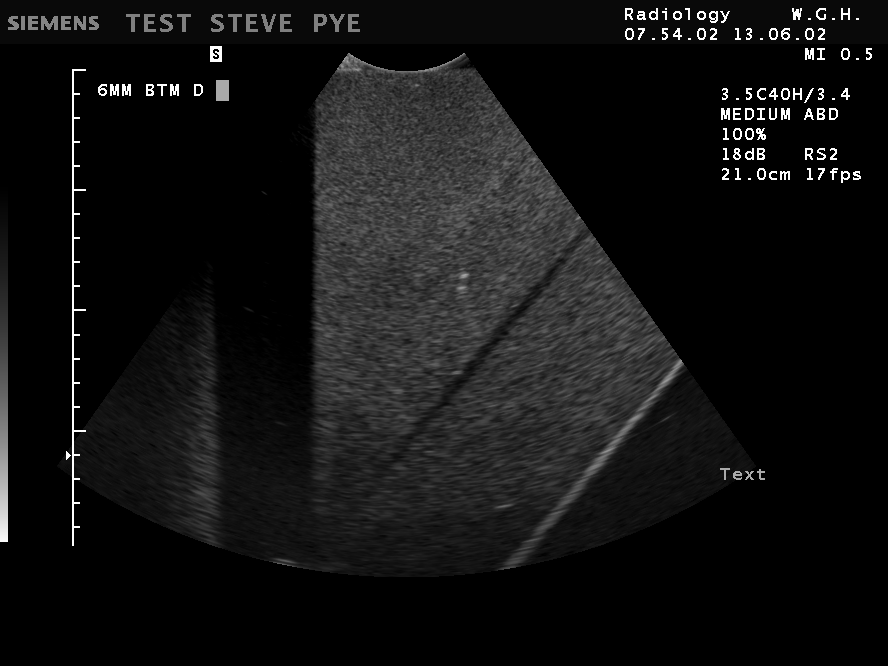 SIEMENS TEST STEVE PYE
Radiology W.G.H.
07.54.02 13.06.02
S
MI 0.5
6MM BTM D
3.5C40H/3.4
MEDIUM ABD
100%
18dB RS2
21.0cm 17fps
Text